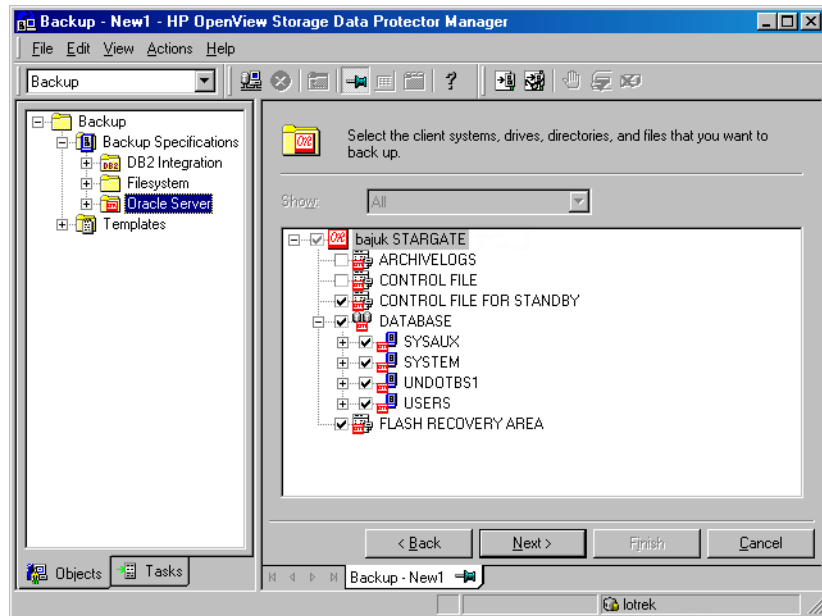 Backup - New1 - HP OpenView Storage Data Protector Manager
File Edit View Actions Help
Backup
Backup
Backup Specifications
DB2 Integration
Filesystem
Oracle Server
Templates
Objects
Tasks
Select the client systems, drives, directories, and files that you want to
back up.
Show:
All
bajuk STARGATE
ARCHIVELOGS
CONTROL FILE
CONTROL FILE FOR STANDBY
DATABASE
SYSAUX
SYSTEM
UNDOTBS1
USERS
FLASH RECOVERY AREA
< Back
Next >
Finish
Cancel
Backup - New1
lotrek